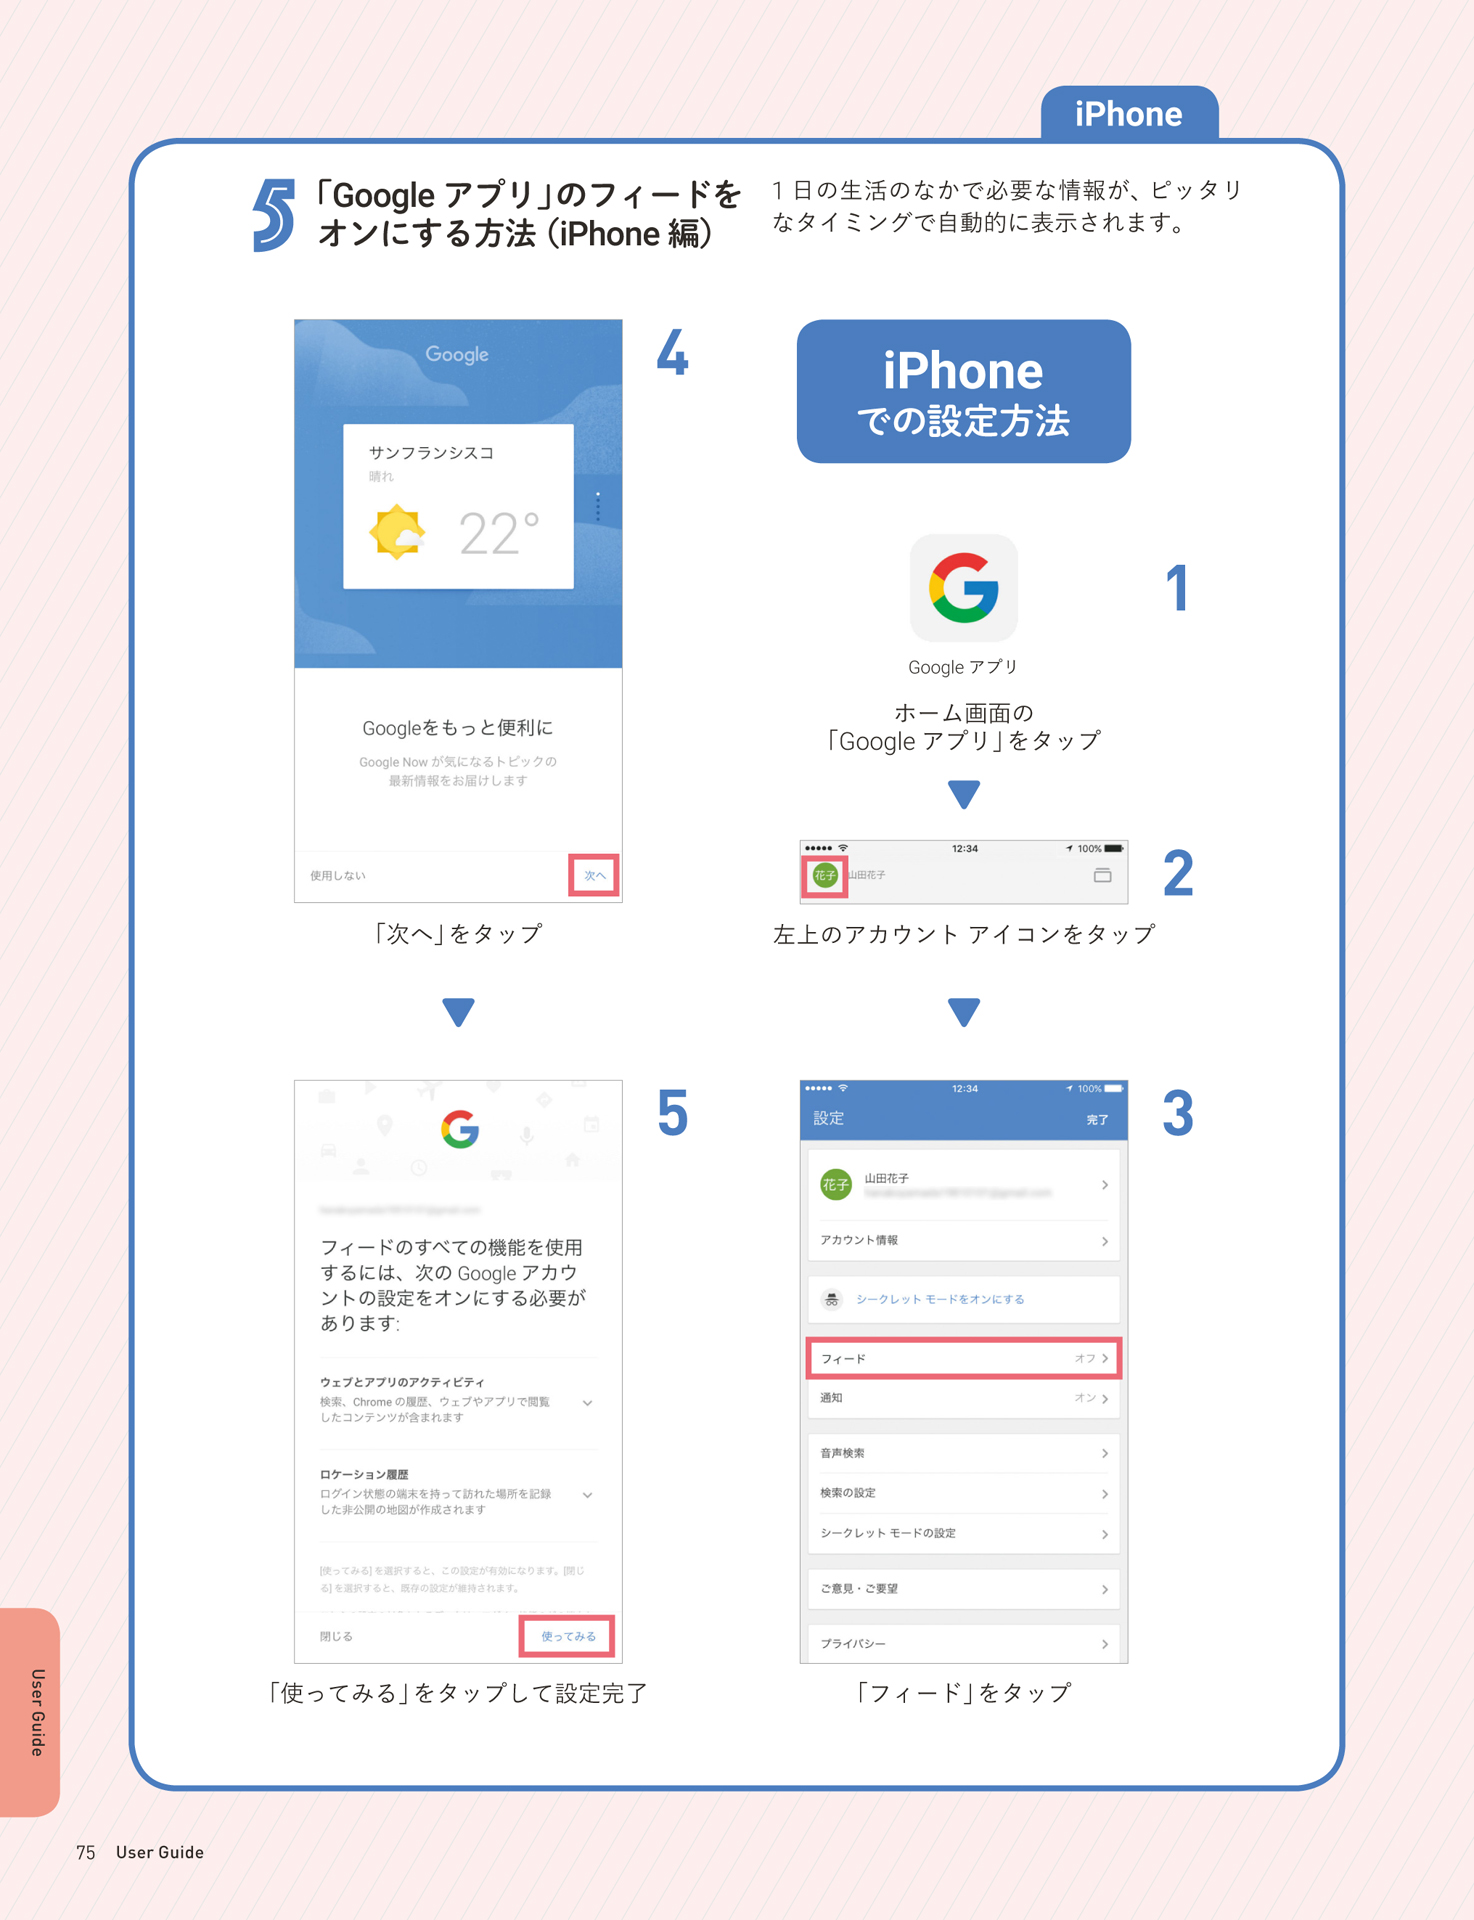 iPhone
5
「Google アプリ」のフィードを
オンにする方法（iPhone 編）
1 日の生活のなかで必要な情報が、ピッタリ
なタイミングで自動的に表示されます。
iPhone
での設定方法
1
Google アプリ
ホーム画面の
「Google アプリ」をタップ
2
12:34
100%
花子
山田花子
左上のアカウント アイコンをタップ
3
12:34
100%
設定
完了
花子
山田花子
アカウント情報
シークレット モードをオンにする
フィード
オフ
通知
オン
音声検索
検索の設定
シークレット モードの設定
ご意見・ご要望
プライバシー
「フィード」をタップ
4
Google
サンフランシスコ
晴れ
22°
Googleをもっと便利に
Google Now が気になるトピックの
最新情報をお届けします
使用しない
次へ
「次へ」をタップ
5
フィードのすべての機能を使用
するには、次の Google アカウ
ントの設定をオンにする必要が
あります:
ウェブとアプリのアクティビティ
検索、Chrome の履歴、ウェブやアプリで閲覧
したコンテンツが含まれます
ロケーション履歴
ログイン状態の端末を持って訪れた場所を記録
した非公開の地図が作成されます
[使ってみる] を選択すると、この設定が有効になります。[閉じ
る] を選択すると、既存の設定が維持されます。
閉じる
使ってみる
「使ってみる」をタップして設定完了
User Guide
75 User Guide